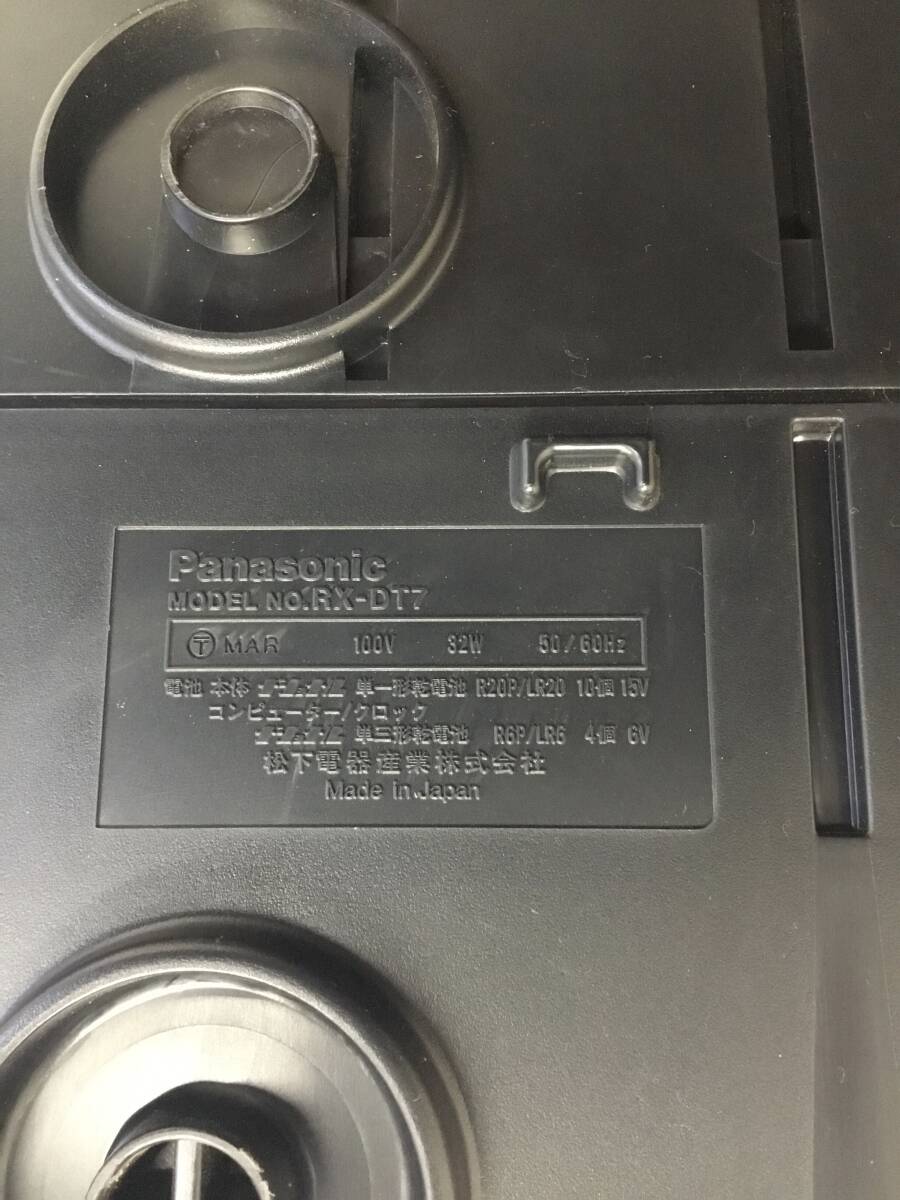 Panasonic
MODEL NO.RX-DT7
〒 MAR 100V 32W 50/60Hz
電池 本体 単一形乾電池 R20P/LR20 10個 15V
コンピューター/クロック
単三形乾電池 R6P/LR6 4個 6V
松下電器産業株式会社
Made in Japan